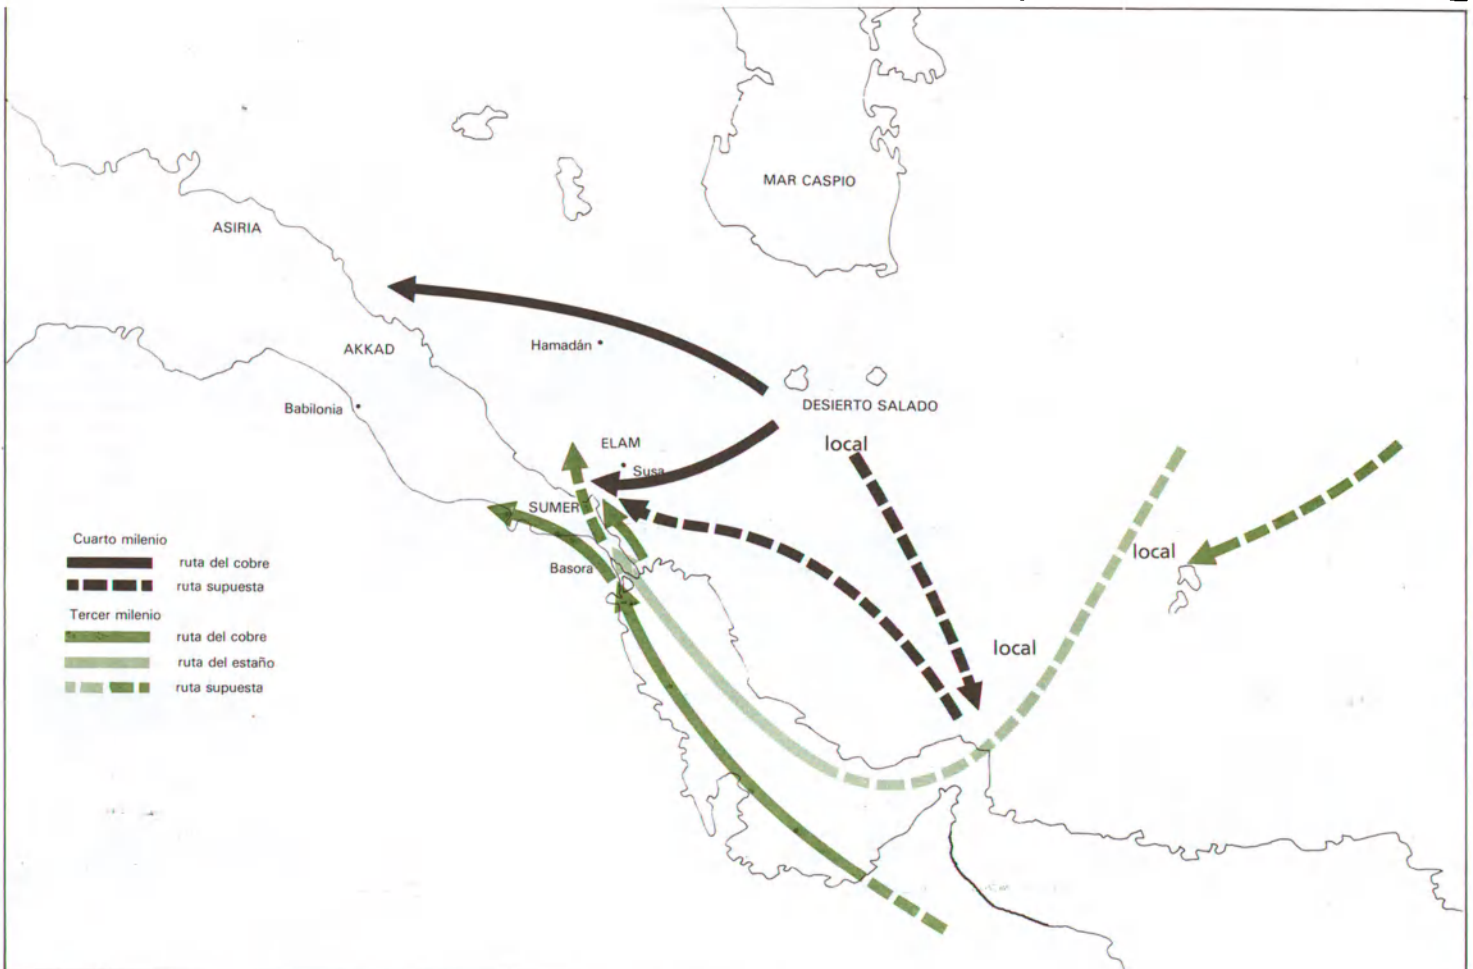 MAR CASPIO
ASIRIA
Hamadán
AKKAD
DESIERTO SALADO
Babilonia
ELAM
local
Susa
SUMER
Cuarto milenio
ruta del cobre
ruta supuesta
local
Basora
Tercer milenio
ruta del cobre
local
ruta del estaño
ruta supuesta